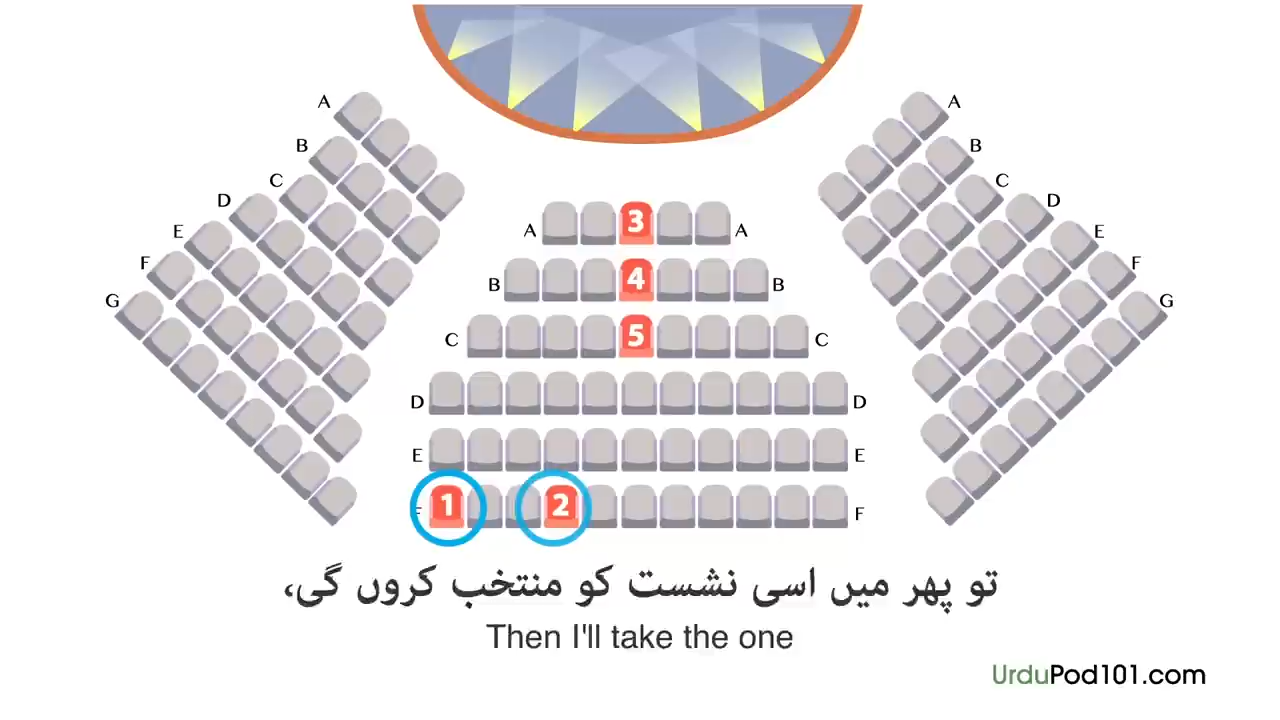 A
A
B
B
C
C
D
D
E
E
F
F
G
G
A 3 A
B 4 B
C 5 C
D D
E E
F 1 2 F
تو پھر میں اسی نشست کو منتخب کروں گی،
Then I'll take the one
UrduPod101.com